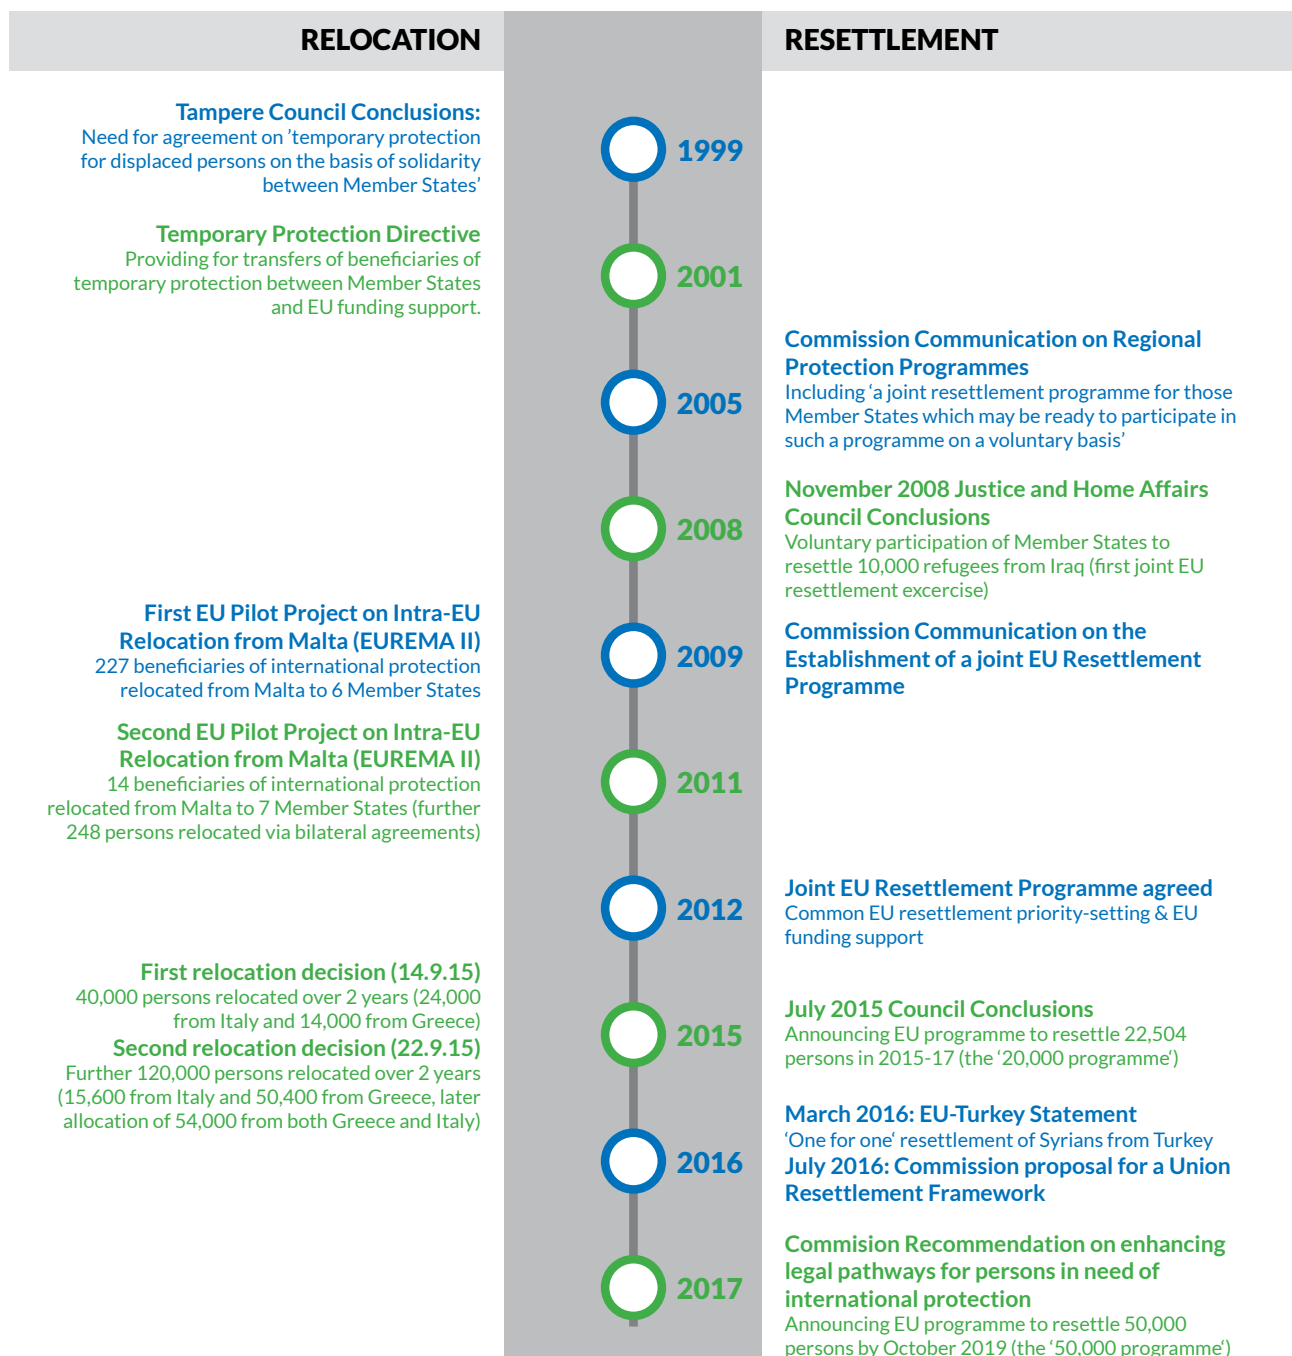 RELOCATION
RESETTLEMENT
Tampere Council Conclusions:
Need for agreement on ’temporary protection
for displaced persons on the basis of solidarity
between Member States’
1999
Temporary Protection Directive
Providing for transfers of beneficiaries of
temporary protection between Member States
and EU funding support.
2001
2005
Commission Communication on Regional
Protection Programmes
Including ‘a joint resettlement programme for those
Member States which may be ready to participate in
such a programme on a voluntary basis’
2008
November 2008 Justice and Home Affairs
Council Conclusions
Voluntary participation of Member States to
resettle 10,000 refugees from Iraq (first joint EU
resettlement excercise)
First EU Pilot Project on Intra-EU
Relocation from Malta (EUREMA II)
227 beneficiaries of international protection
relocated from Malta to 6 Member States
2009
Commission Communication on the
Establishment of a joint EU Resettlement
Programme
Second EU Pilot Project on Intra-EU
Relocation from Malta (EUREMA II)
14 beneficiaries of international protection
relocated from Malta to 7 Member States (further
248 persons relocated via bilateral agreements)
2011
2012
Joint EU Resettlement Programme agreed
Common EU resettlement priority-setting & EU
funding support
First relocation decision (14.9.15)
40,000 persons relocated over 2 years (24,000
from Italy and 14,000 from Greece)
Second relocation decision (22.9.15)
Further 120,000 persons relocated over 2 years
(15,600 from Italy and 50,400 from Greece, later
allocation of 54,000 from both Greece and Italy)
2015
July 2015 Council Conclusions
Announcing EU programme to resettle 22,504
persons in 2015-17 (the ‘20,000 programme‘)
2016
March 2016: EU-Turkey Statement
‘One for one‘ resettlement of Syrians from Turkey
July 2016: Commission proposal for a Union
Resettlement Framework
2017
Commision Recommendation on enhancing
legal pathways for persons in need of
international protection
Announcing EU programme to resettle 50,000
persons by October 2019 (the ‘50,000 programme‘)